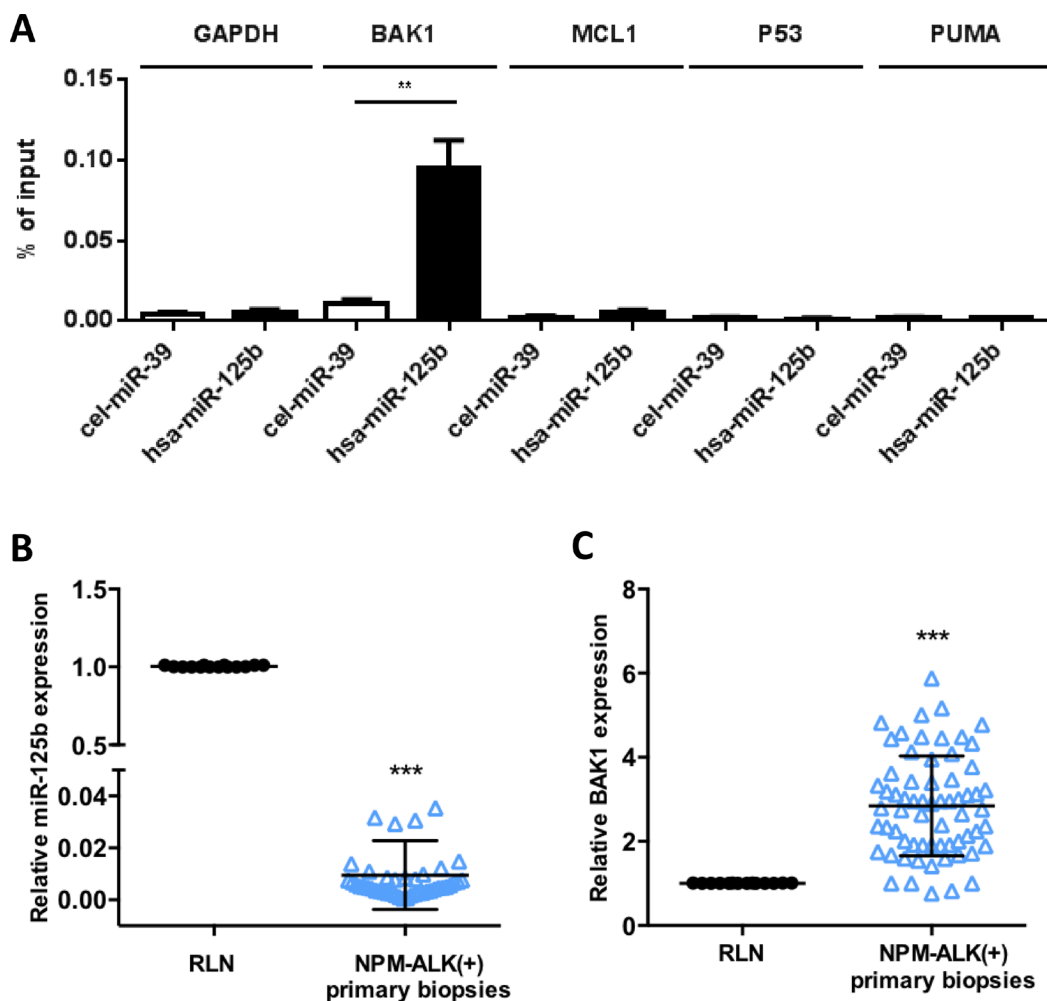 A
GAPDH BAK1 MCL1 P53 PUMA
% of input
0.15
0.10
0.05
0.00
**
cel-miR-39
hsa-miR-125b
cel-miR-39
hsa-miR-125b
cel-miR-39
hsa-miR-125b
cel-miR-39
hsa-miR-125b
cel-miR-39
hsa-miR-125b
B
Relative miR-125b expression
1.5
1.0
0.5
0.04
0.02
0.00
***
RLN
NPM-ALK(+)
primary biopsies
C
Relative BAK1 expression
8
6
4
2
0
***
RLN
NPM-ALK(+)
primary biopsies